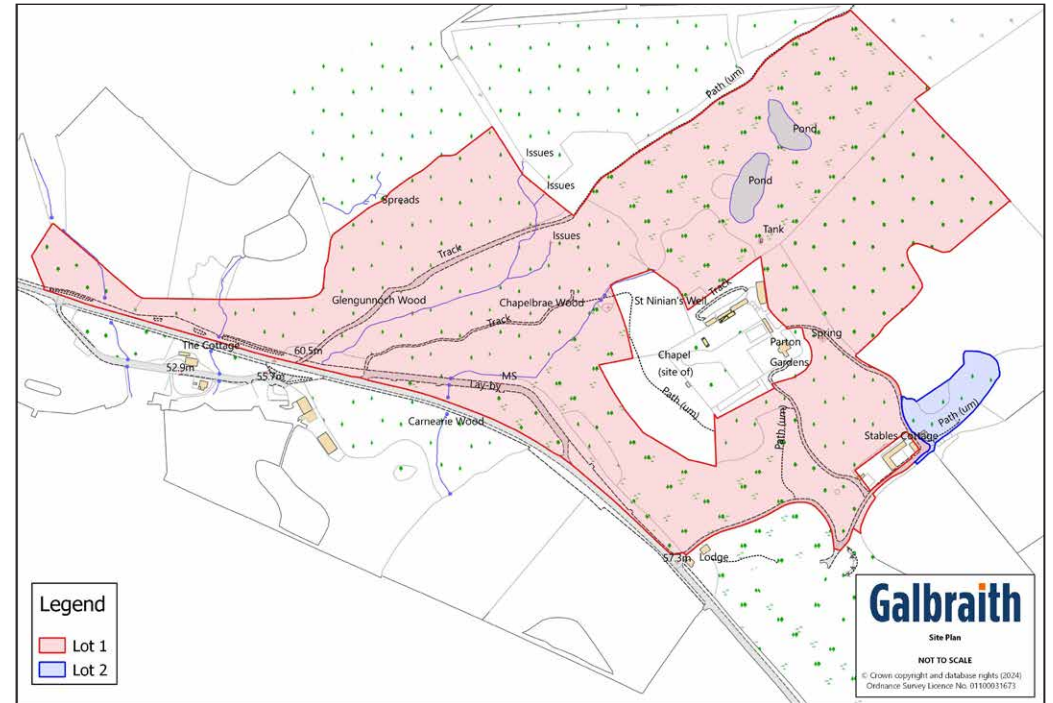 Path (um)
Pond
Issues
Issues
Pond
Spreads
Tank
Issues
Track
Glengunnoch Wood
Chapelbrae Wood
St Ninian's Well
Track
Track
Spring
The Cottage
60.5m
Parton
Gardens
Chapel
(site of)
52.9m
55.7m
MS
Lay-by
Path (um)
Path (um)
Path (um)
Carnearie Wood
Stables Cottage
57.3m
Lodge
Legend
Lot 1
Lot 2
Galbraith
Site Plan
NOT TO SCALE
© Crown copyright and database rights (2024)
Ordnance Survey Licence No. 01100031673